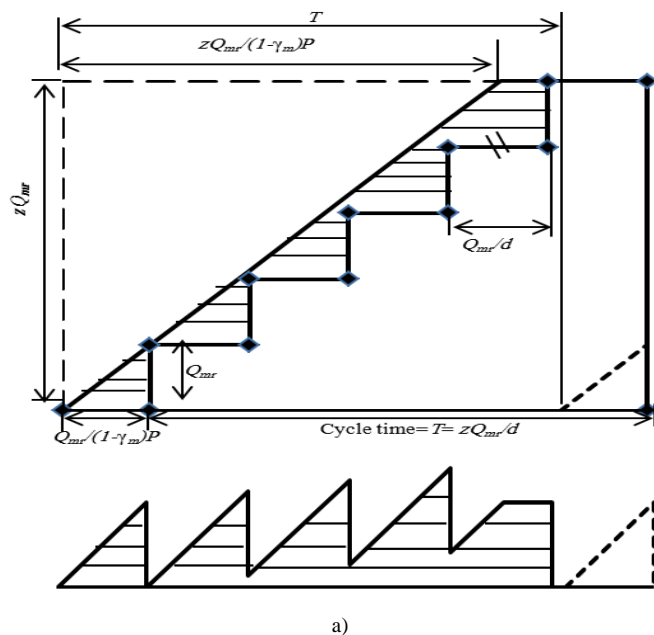 T
zQₘᵣ/(1-γₘ)P
zQₘᵣ
Qₘᵣ/d
Qₘᵣ
Qₘᵣ/(1-γₘ)P
Cycle time=T= zQₘᵣ/d
a)